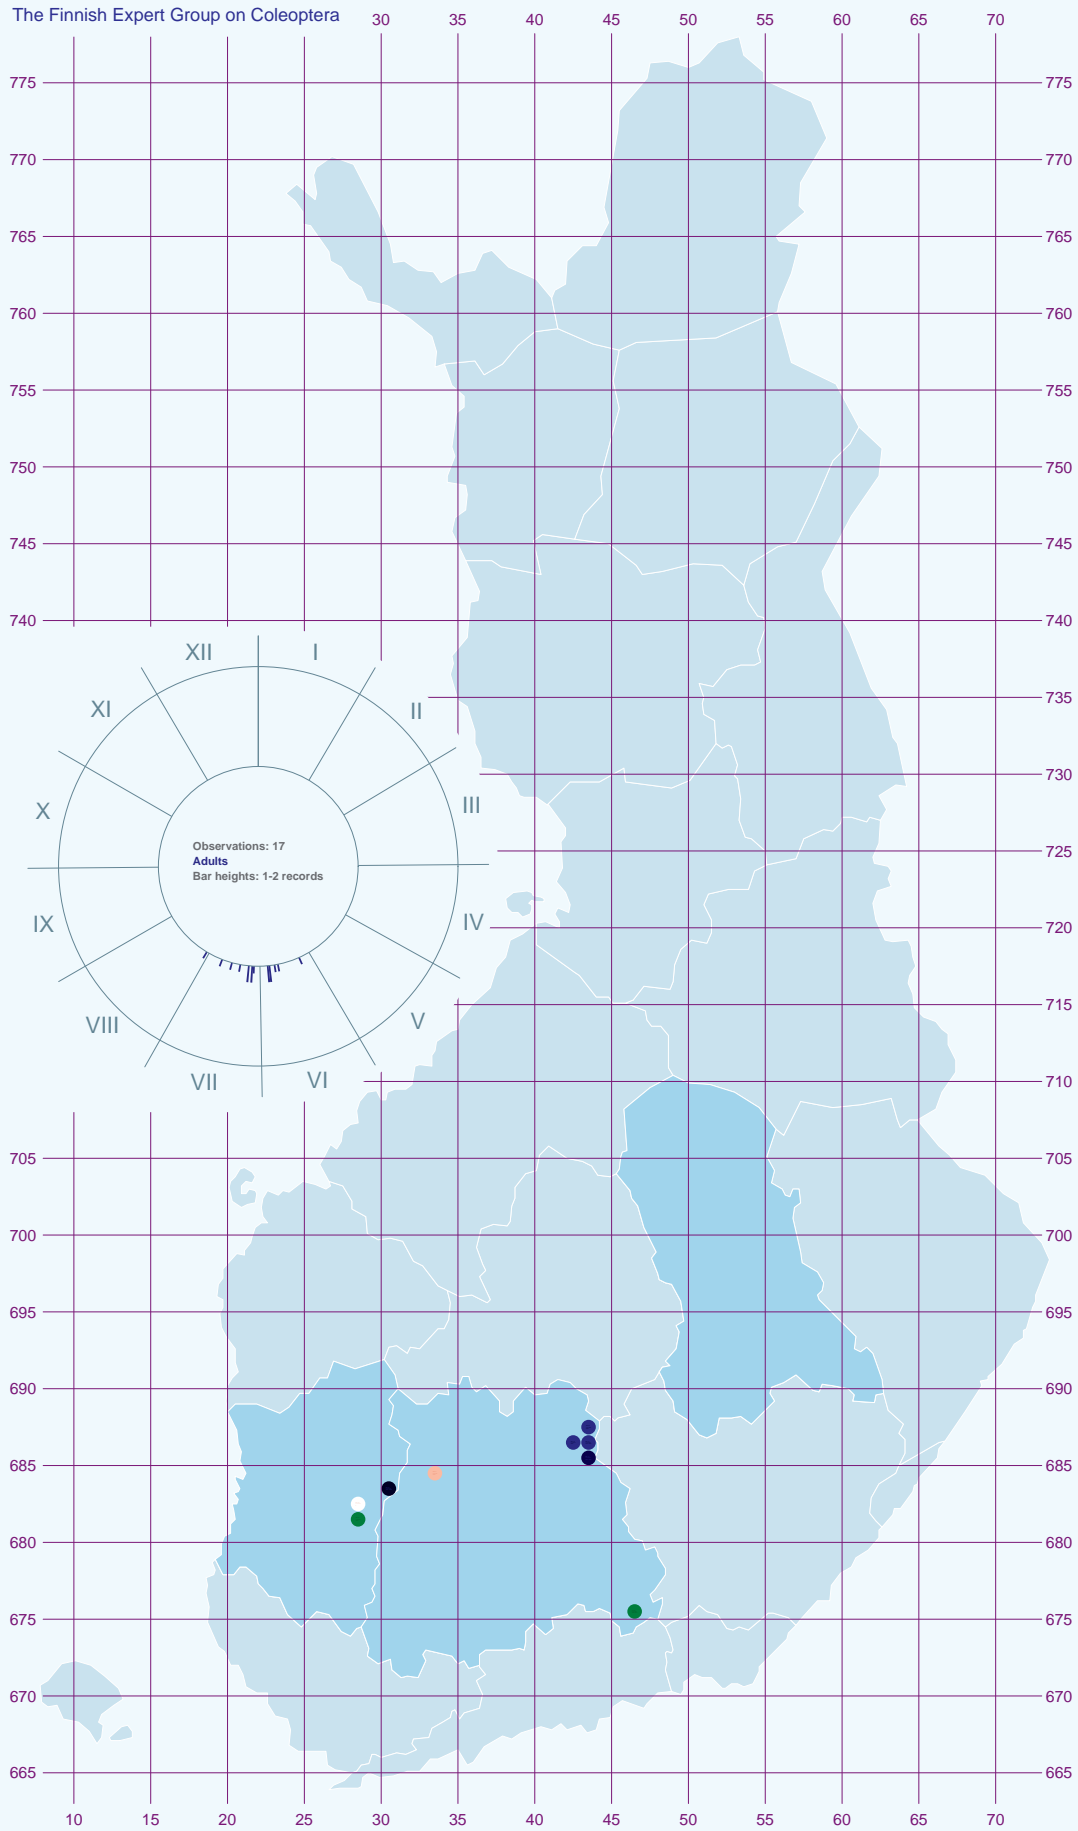 The Finnish Expert Group on Coleoptera
30 35 40 45 50 55 60 65 70
775 775
770 770
765 765
760 760
755 755
750 750
745 745
740 740
XII I
XI II
735
730
X III
Observations: 17
Adults
Bar heights: 1-2 records
725
IX IV
720
VIII V
715
VII VI
710
705 705
700 700
695 695
690 690
685 685
680 680
675 675
670 670
665 665
10 15 20 25 30 35 40 45 50 55 60 65 70